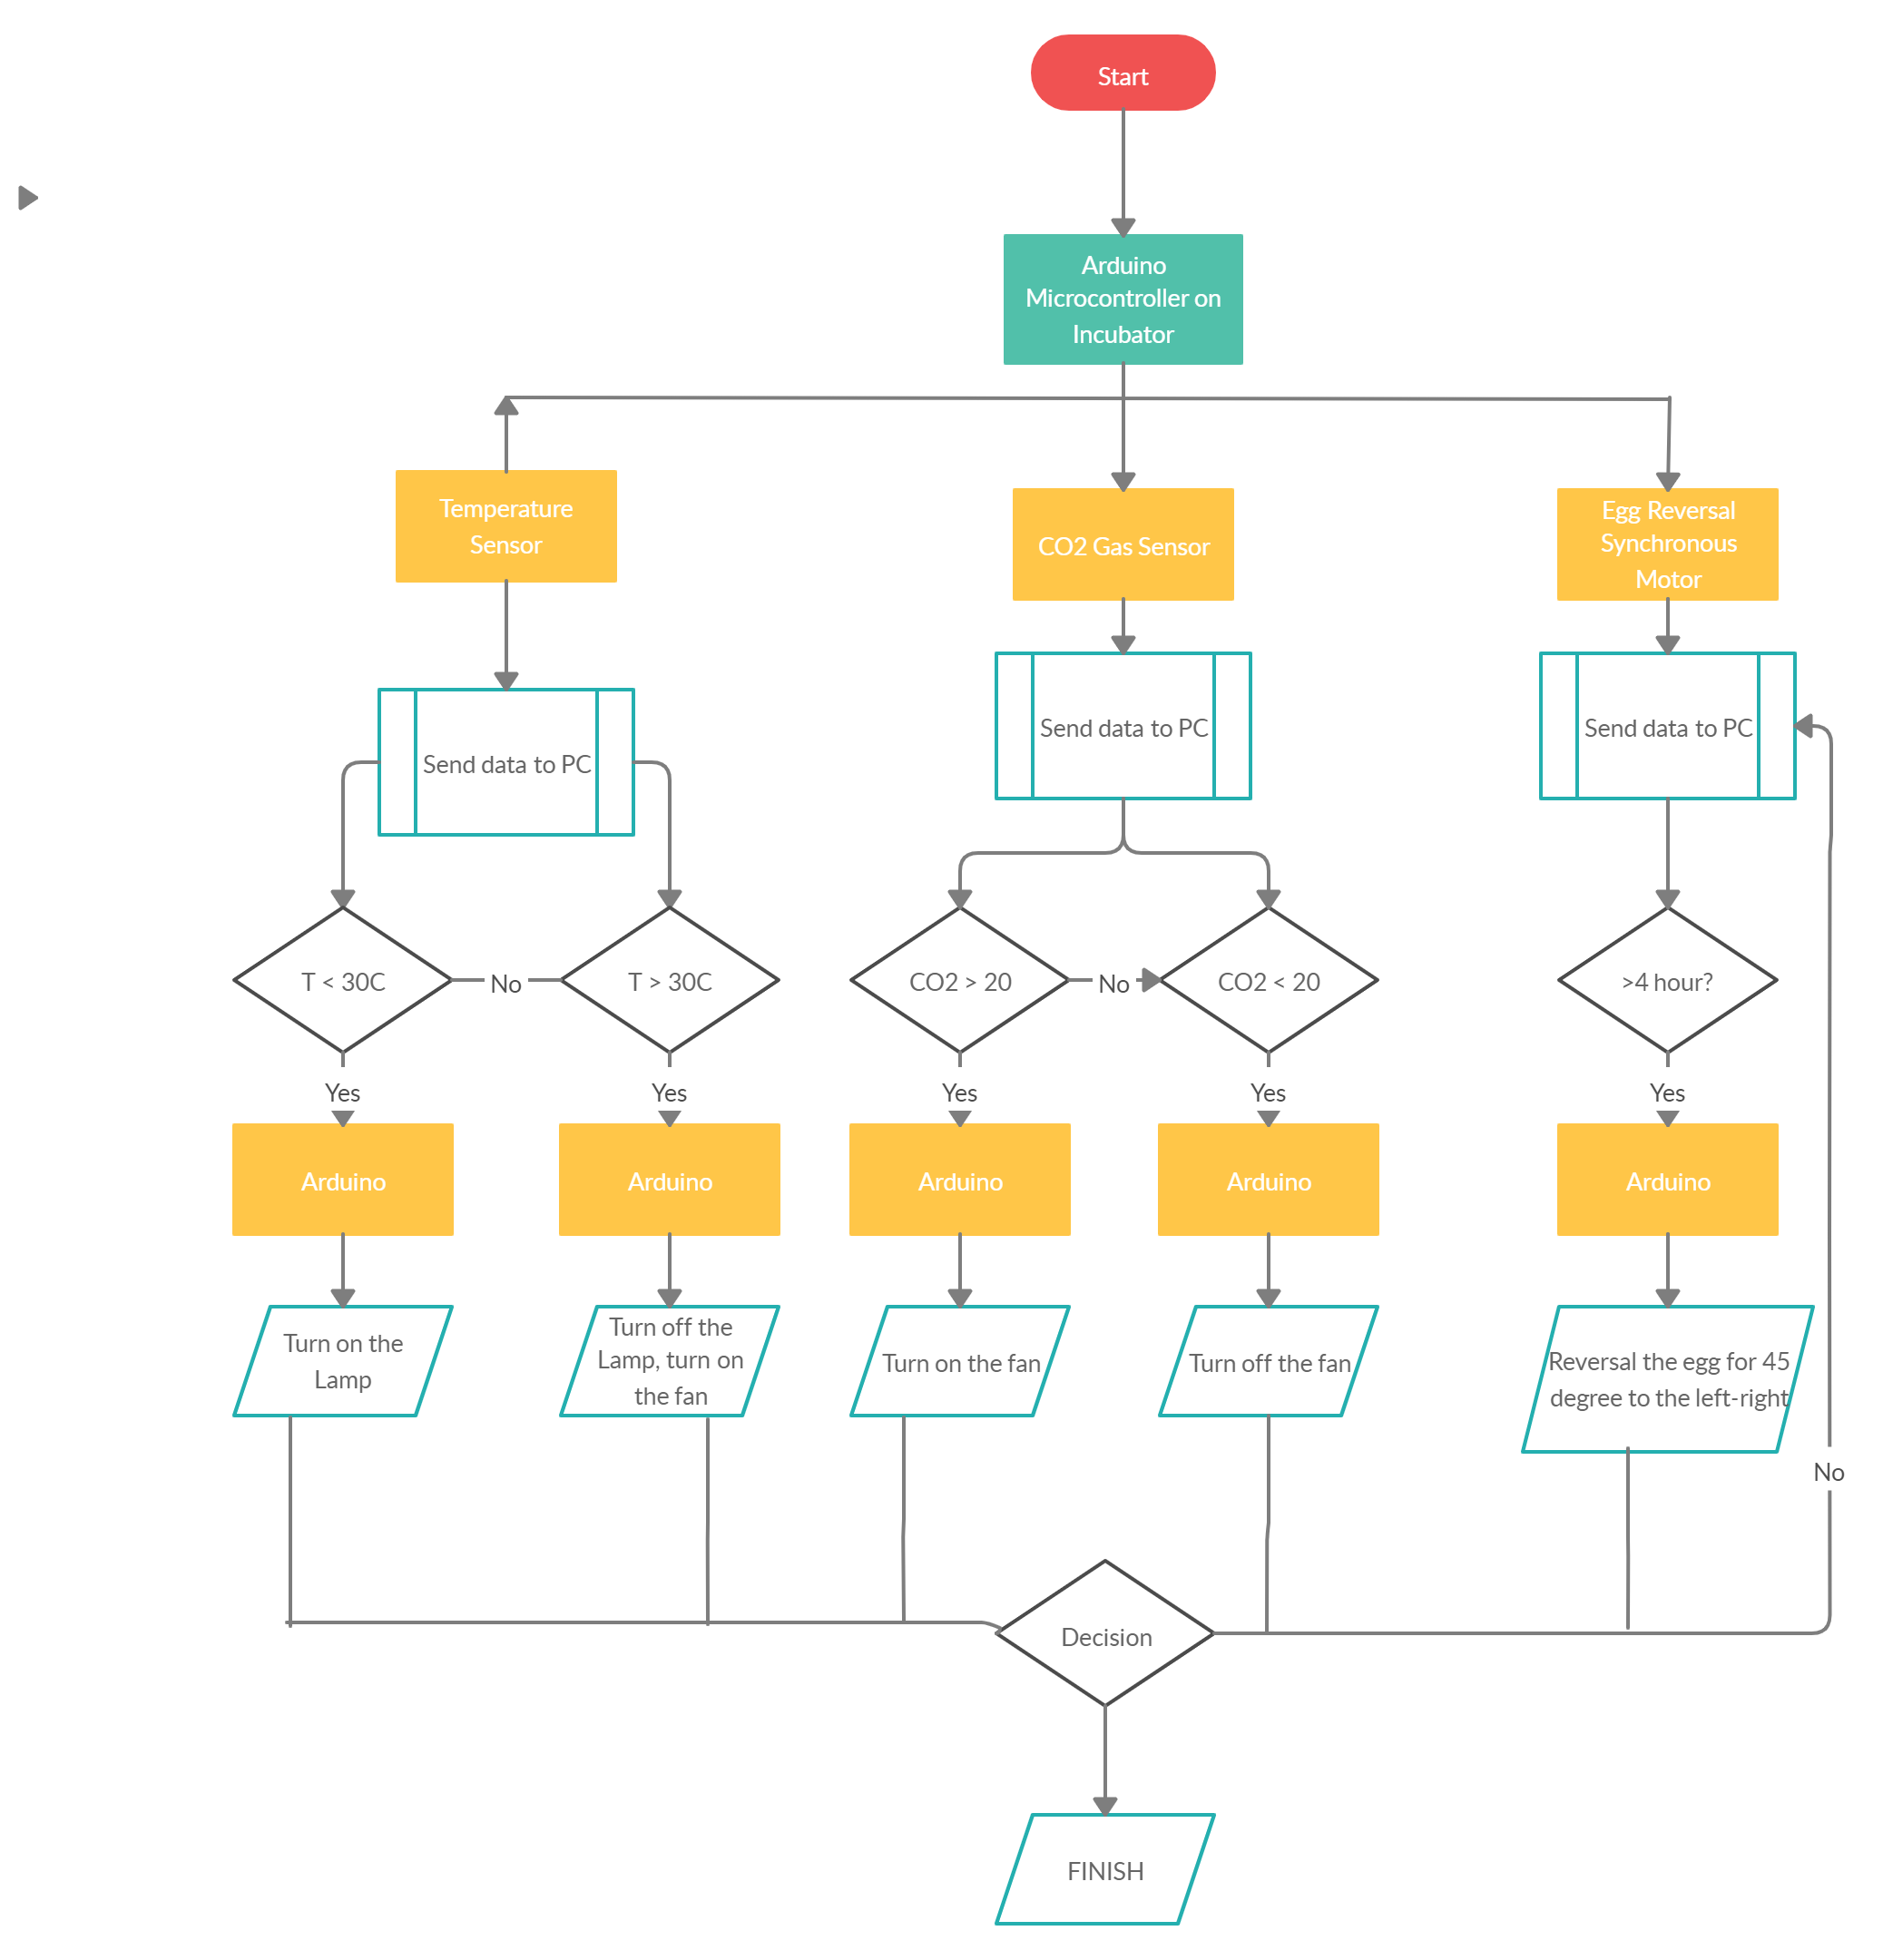 Start
Arduino
Microcontroller on
Incubator
Temperature
Sensor
CO2 Gas Sensor
Egg Reversal
Synchronous
Motor
Send data to PC
Send data to PC
Send data to PC
T < 30C
No
T > 30C
CO2 > 20
No
CO2 < 20
>4 hour?
Yes
Yes
Yes
Yes
Yes
Arduino
Arduino
Arduino
Arduino
Arduino
Turn on the
Lamp
Turn off the
Lamp, turn on
the fan
Turn on the fan
Turn off the fan
Reversal the egg for 45
degree to the left-right
No
Decision
FINISH